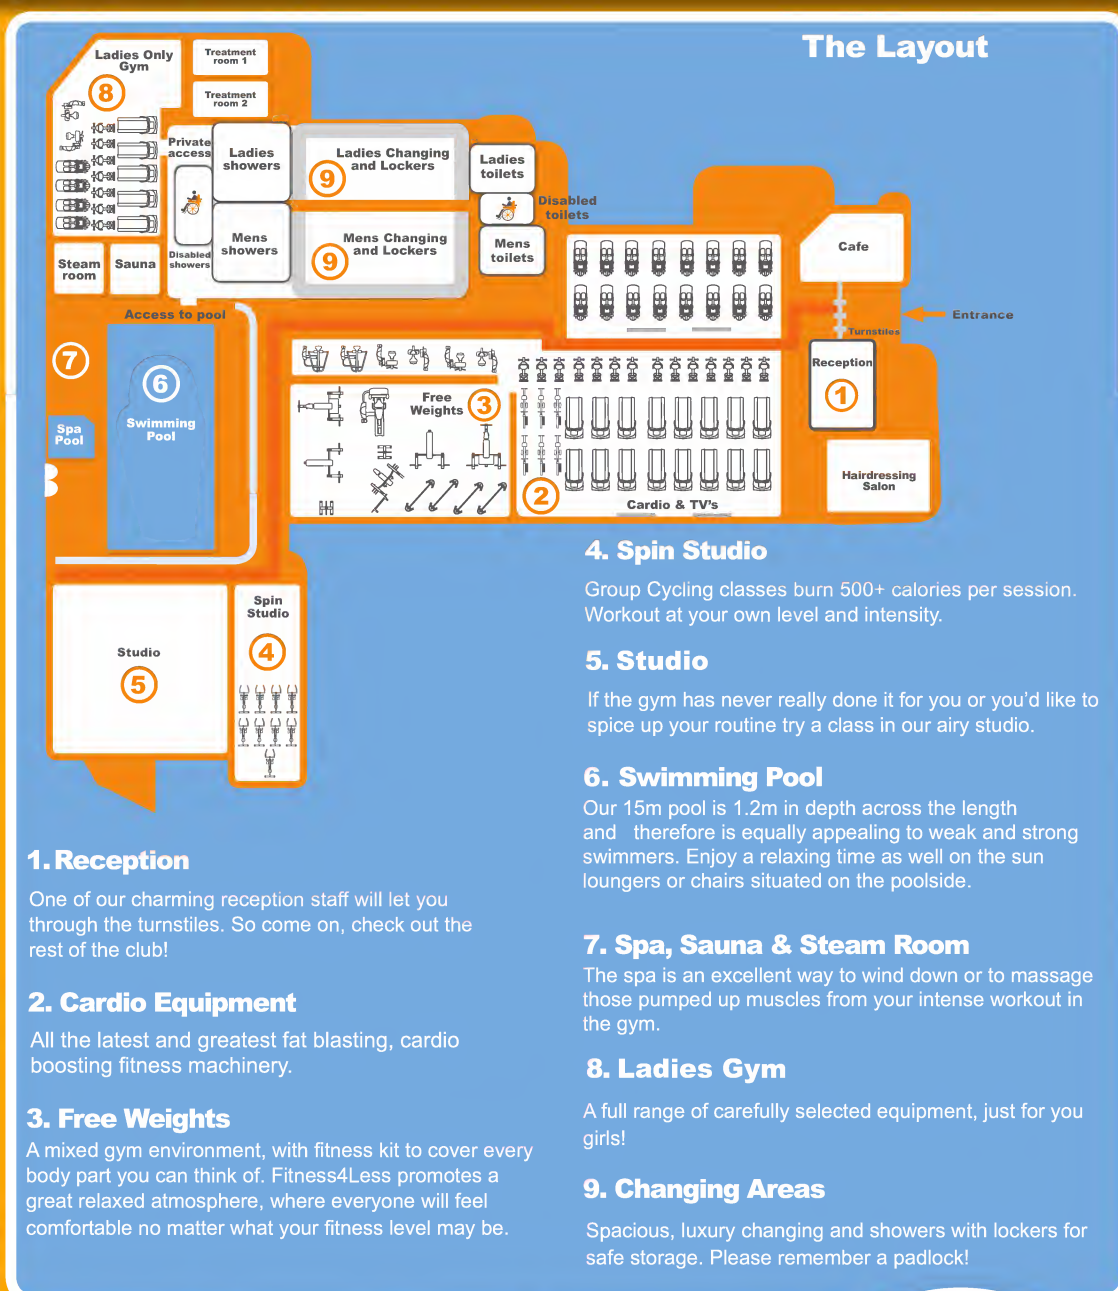 The Layout
Ladies Only
Gym
8
Treatment
room 1
Treatment
room 2
Private
access
Ladies
showers
Ladies Changing
and Lockers
9
Ladies
toilets
Disabled
toilets
Mens
showers
Mens Changing
and Lockers
9
Mens
toilets
Disabled
showers
Steam
room
Sauna
Cafe
Access to pool
Entrance
Turnstiles
7
6
Swimming
Pool
Spa
Pool
Free
Weights
3
Reception
1
Hairdressing
Salon
2
Cardio & TV's
Spin
Studio
4
Studio
5
1. Reception
One of our charming reception staff will let you
through the turnstiles. So come on, check out the
rest of the club!
2. Cardio Equipment
All the latest and greatest fat blasting, cardio
boosting fitness machinery.
3. Free Weights
A mixed gym environment, with fitness kit to cover every
body part you can think of. Fitness4Less promotes a
great relaxed atmosphere, where everyone will feel
comfortable no matter what your fitness level may be.
4. Spin Studio
Group Cycling classes burn 500+ calories per session.
Workout at your own level and intensity.
5. Studio
If the gym has never really done it for you or you’d like to
spice up your routine try a class in our airy studio.
6. Swimming Pool
Our 15m pool is 1.2m in depth across the length
and therefore is equally appealing to weak and strong
swimmers. Enjoy a relaxing time as well on the sun
loungers or chairs situated on the poolside.
7. Spa, Sauna & Steam Room
The spa is an excellent way to wind down or to massage
those pumped up muscles from your intense workout in
the gym.
8. Ladies Gym
A full range of carefully selected equipment, just for you
girls!
9. Changing Areas
Spacious, luxury changing and showers with lockers for
safe storage. Please remember a padlock!